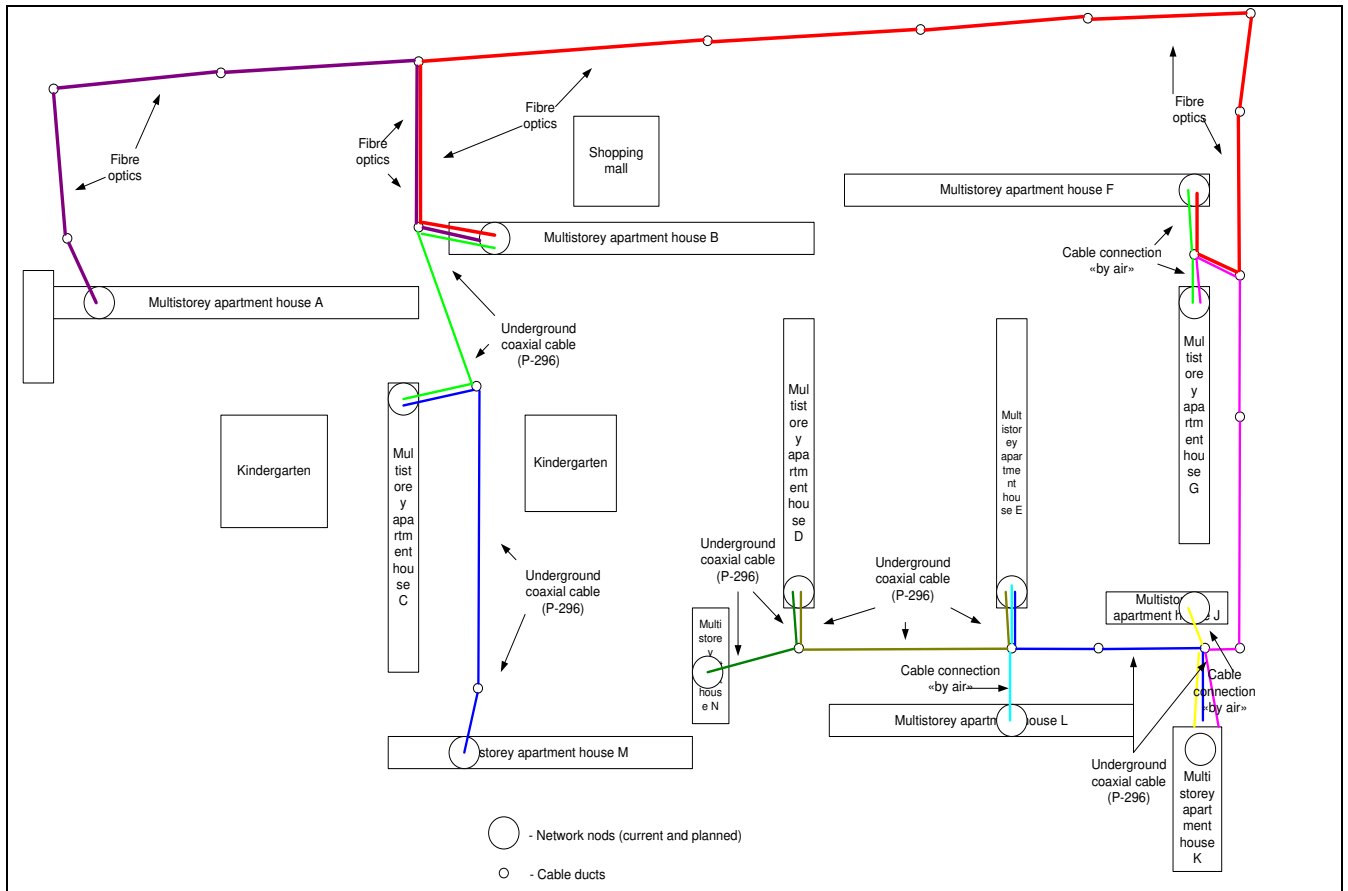 Fibre
optics
Fibre
optics
Fibre
optics
Fibre
optics
Shopping
mall
Multistorey apartment house F
Multistorey apartment house B
Cable connection
«by air»
Multistorey apartment house A
Underground
coaxial cable
(P-296)
Mul
tist
ore
y
apa
rtm
ent
hou
se
G
Mul
tist
ore
y
apa
rtm
ent
hou
se
D
Mult
istor
ey
apar
tme
nt
hou
se E
Kindergarten
Kindergarten
Mul
tist
ore
y
apa
rtm
ent
hou
se
C
Underground
coaxial cable
(P-296)
Underground
coaxial cable
(P-296)
Underground
coaxial cable
(P-296)
Multistor
apartment h e J
Multi
store
y
hous
e N
Cable connection
«by air»
Cable
connection
«by air»
Multistorey apartm house L
storey apartment house M
Underground
coaxial cable
(P-296)
Multi
storey
apart
ment
house
K
- Network nods (current and planned)
- Cable ducts